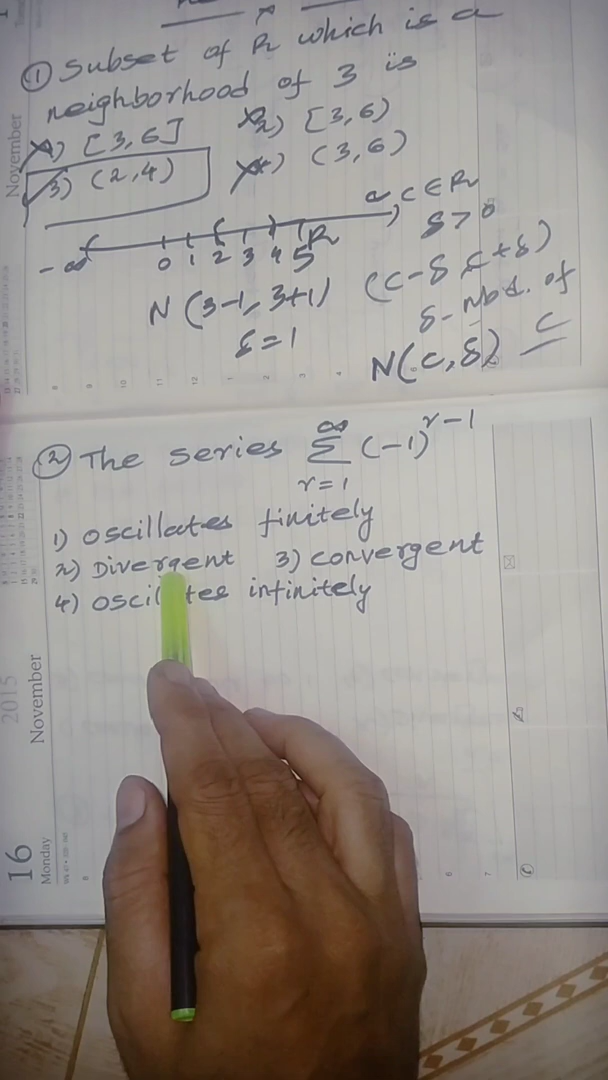 ① Subset of R which is a
neighborhood of 3 is
1) [3,6] 2) [3,6)
3) (2,4) 4) (3,6)
∞, c ∈ R
-∞ 0 1 2 3 4 5 R δ > 0
N (3-1, 3+1) (c-δ, c+δ)
δ=1 δ-nbd. of
N(c, δ) c
② The series ∞ Σ r=1 (-1)^r-1
1) oscillates finitely
2) Divergent 3) convergent
4) oscil tes infinitely
November
2015
November
16
Monday